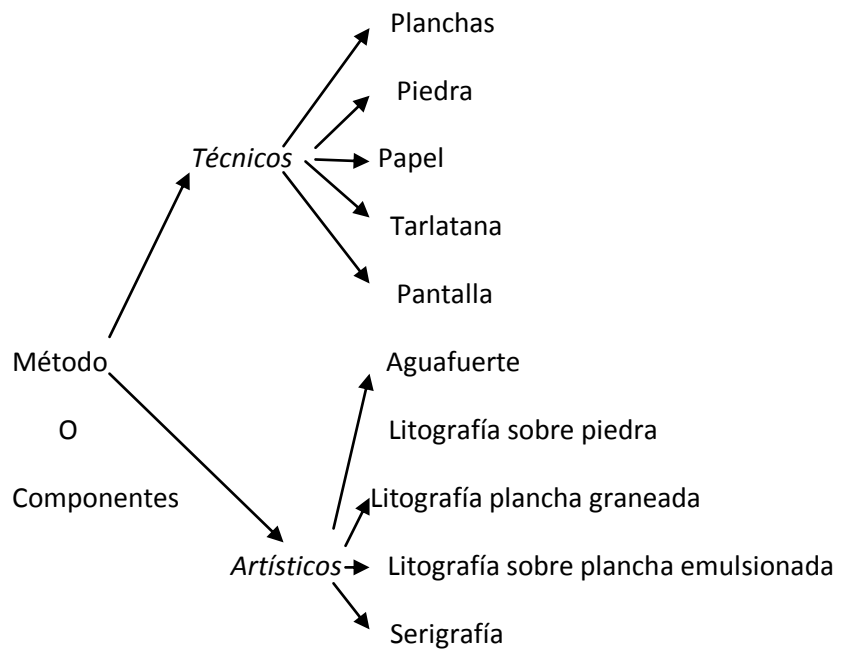 Planchas
Piedra
Técnicos
Papel
Tarlatana
Pantalla
Método
Aguafuerte
O
Litografía sobre piedra
Componentes
Litografía plancha graneada
Artísticos
Litografía sobre plancha emulsionada
Serigrafía